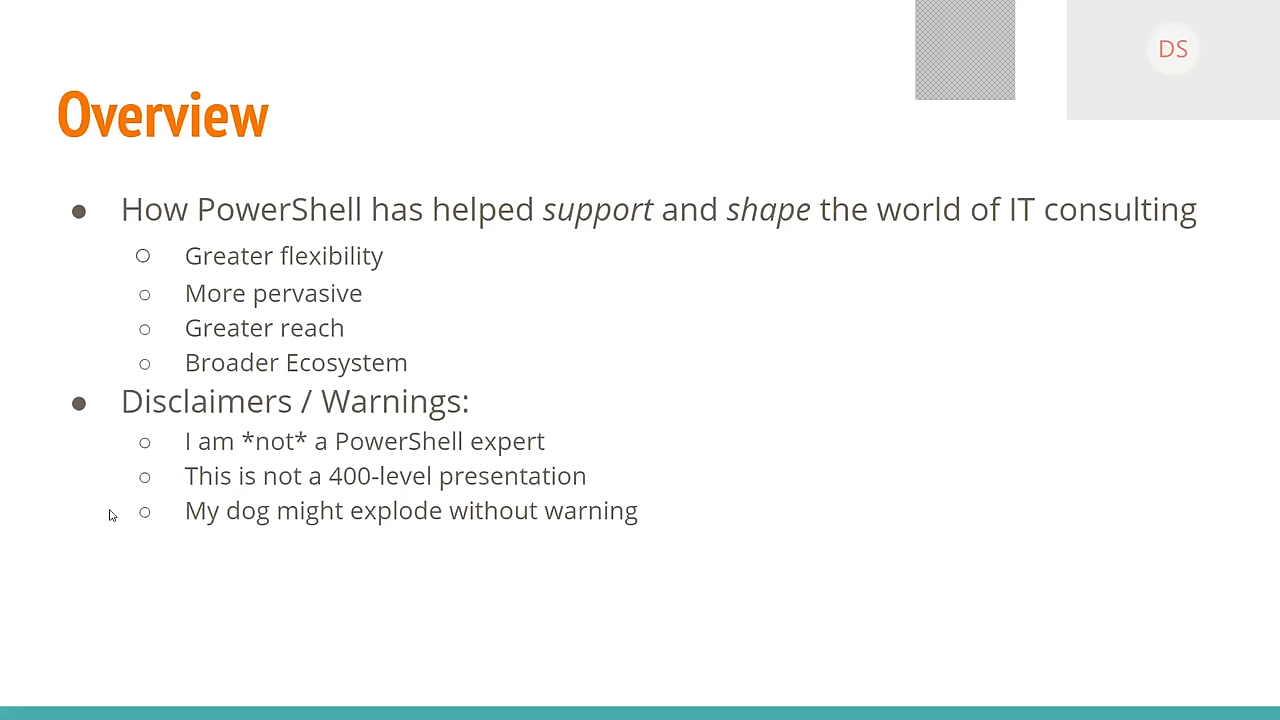 DS
Overview
● How PowerShell has helped support and shape the world of IT consulting
○ Greater flexibility
○ More pervasive
○ Greater reach
○ Broader Ecosystem
● Disclaimers / Warnings:
○ I am *not* a PowerShell expert
○ This is not a 400-level presentation
○ My dog might explode without warning